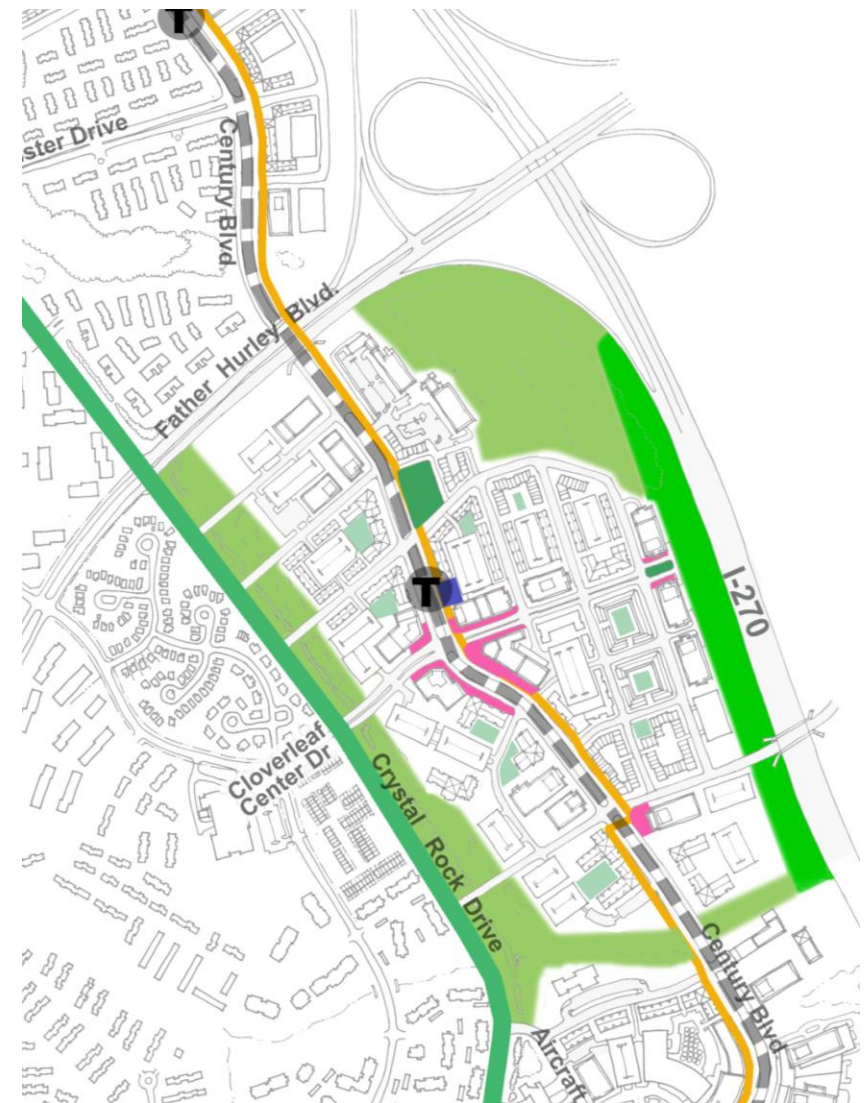 T
ster Drive
Century Blvd
Father Hurley Blvd.
T
I-270
Cloverleaf
Center Dr
Crystal Rock Drive
Century Blvd
Aircraft